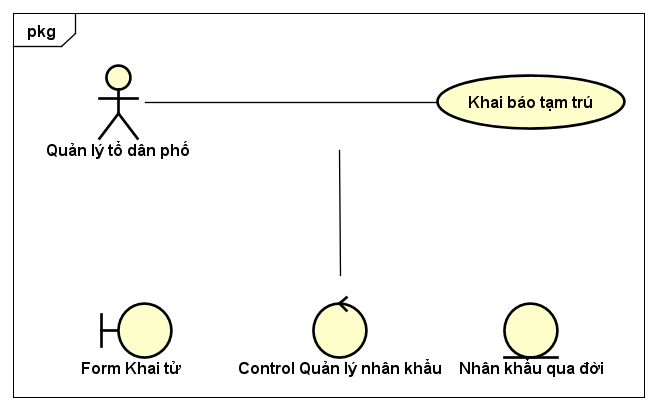 pkg
Khai báo tạm trú
Quản lý tổ dân phố
Form Khai tử
Control Quản lý nhân khẩu
Nhân khẩu qua đời